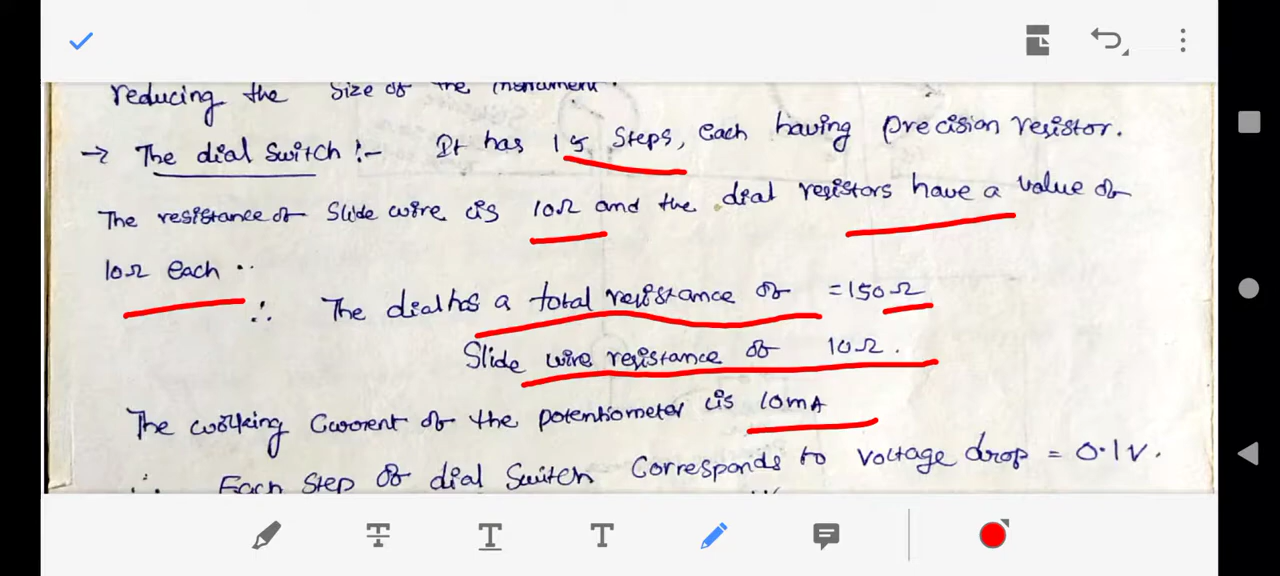 reducing the size of the instrument.
→ The dial switch :- It has 15 steps, each having precision resistor.
The resistance of slide wire is 10Ω and the dial resistors have a value of
10Ω each ..
∴ The dial has a total resistance of = 150Ω
Slide wire resistance of 10Ω.
The working current of the potentiometer is 10mA
∴ Each step of dial switch corresponds to voltage drop = 0.1V.
T T T